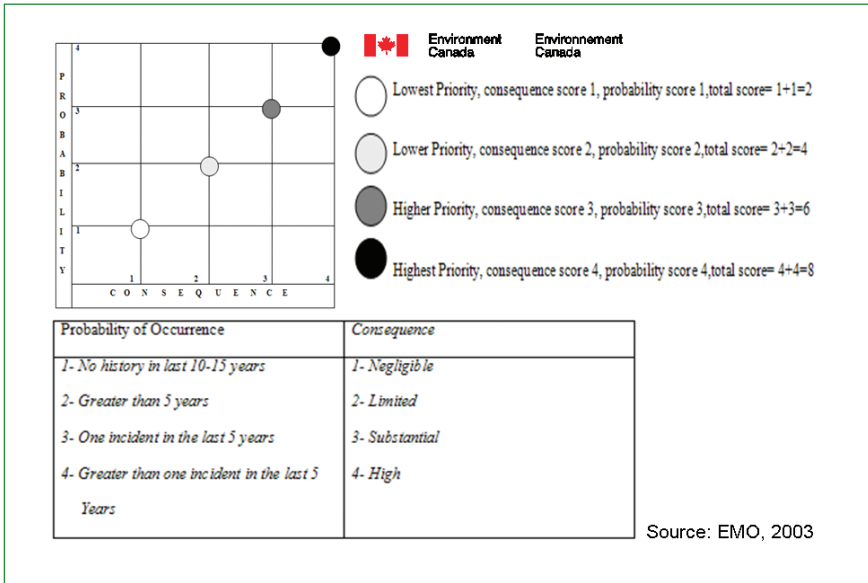 Environment Environnement
Canada Canada
4
3
2
1
PROBABILITY
1 2 3 4
CONSEQUENCE
Lowest Priority, consequence score 1, probability score 1,total score= 1+1=2
Lower Priority, consequence score 2, probability score 2,total score= 2+2=4
Higher Priority, consequence score 3, probability score 3,total score= 3+3=6
Highest Priority, consequence score 4, probability score 4,total score= 4+4=8
Probability of Occurrence Consequence
1- No history in last 10-15 years 1- Negligible
2- Greater than 5 years 2- Limited
3- One incident in the last 5 years 3- Substantial
4- Greater than one incident in the last 5 4- High
Years
Source: EMO, 2003